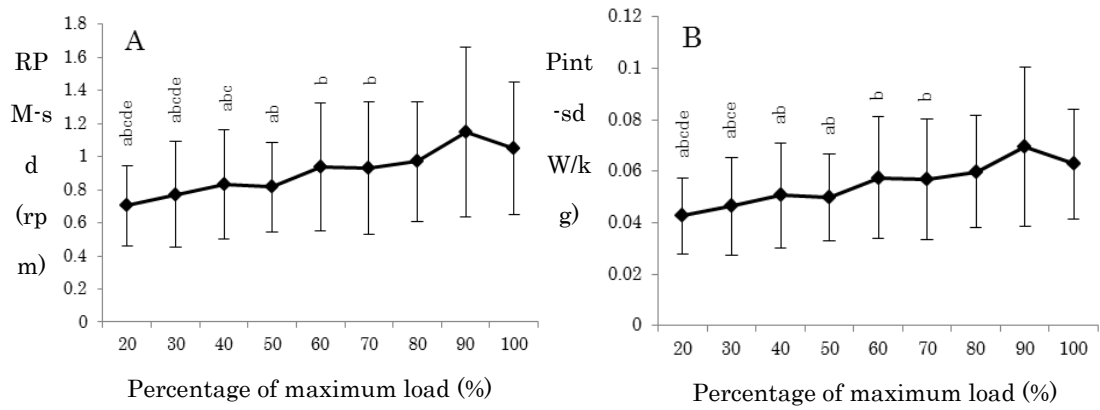 A
RP
M-s
d
(rp
m)
1.8
1.6
1.4
1.2
1
0.8
0.6
0.4
0.2
0
abcde
abcde
abc
ab
b
b
20 30 40 50 60 70 80 90 100
Percentage of maximum load (%)
B
Pint
-sd
W/k
g)
0.12
0.1
0.08
0.06
0.04
0.02
0
abcde
abce
ab
ab
b
b
20 30 40 50 60 70 80 90 100
Percentage of maximum load (%)